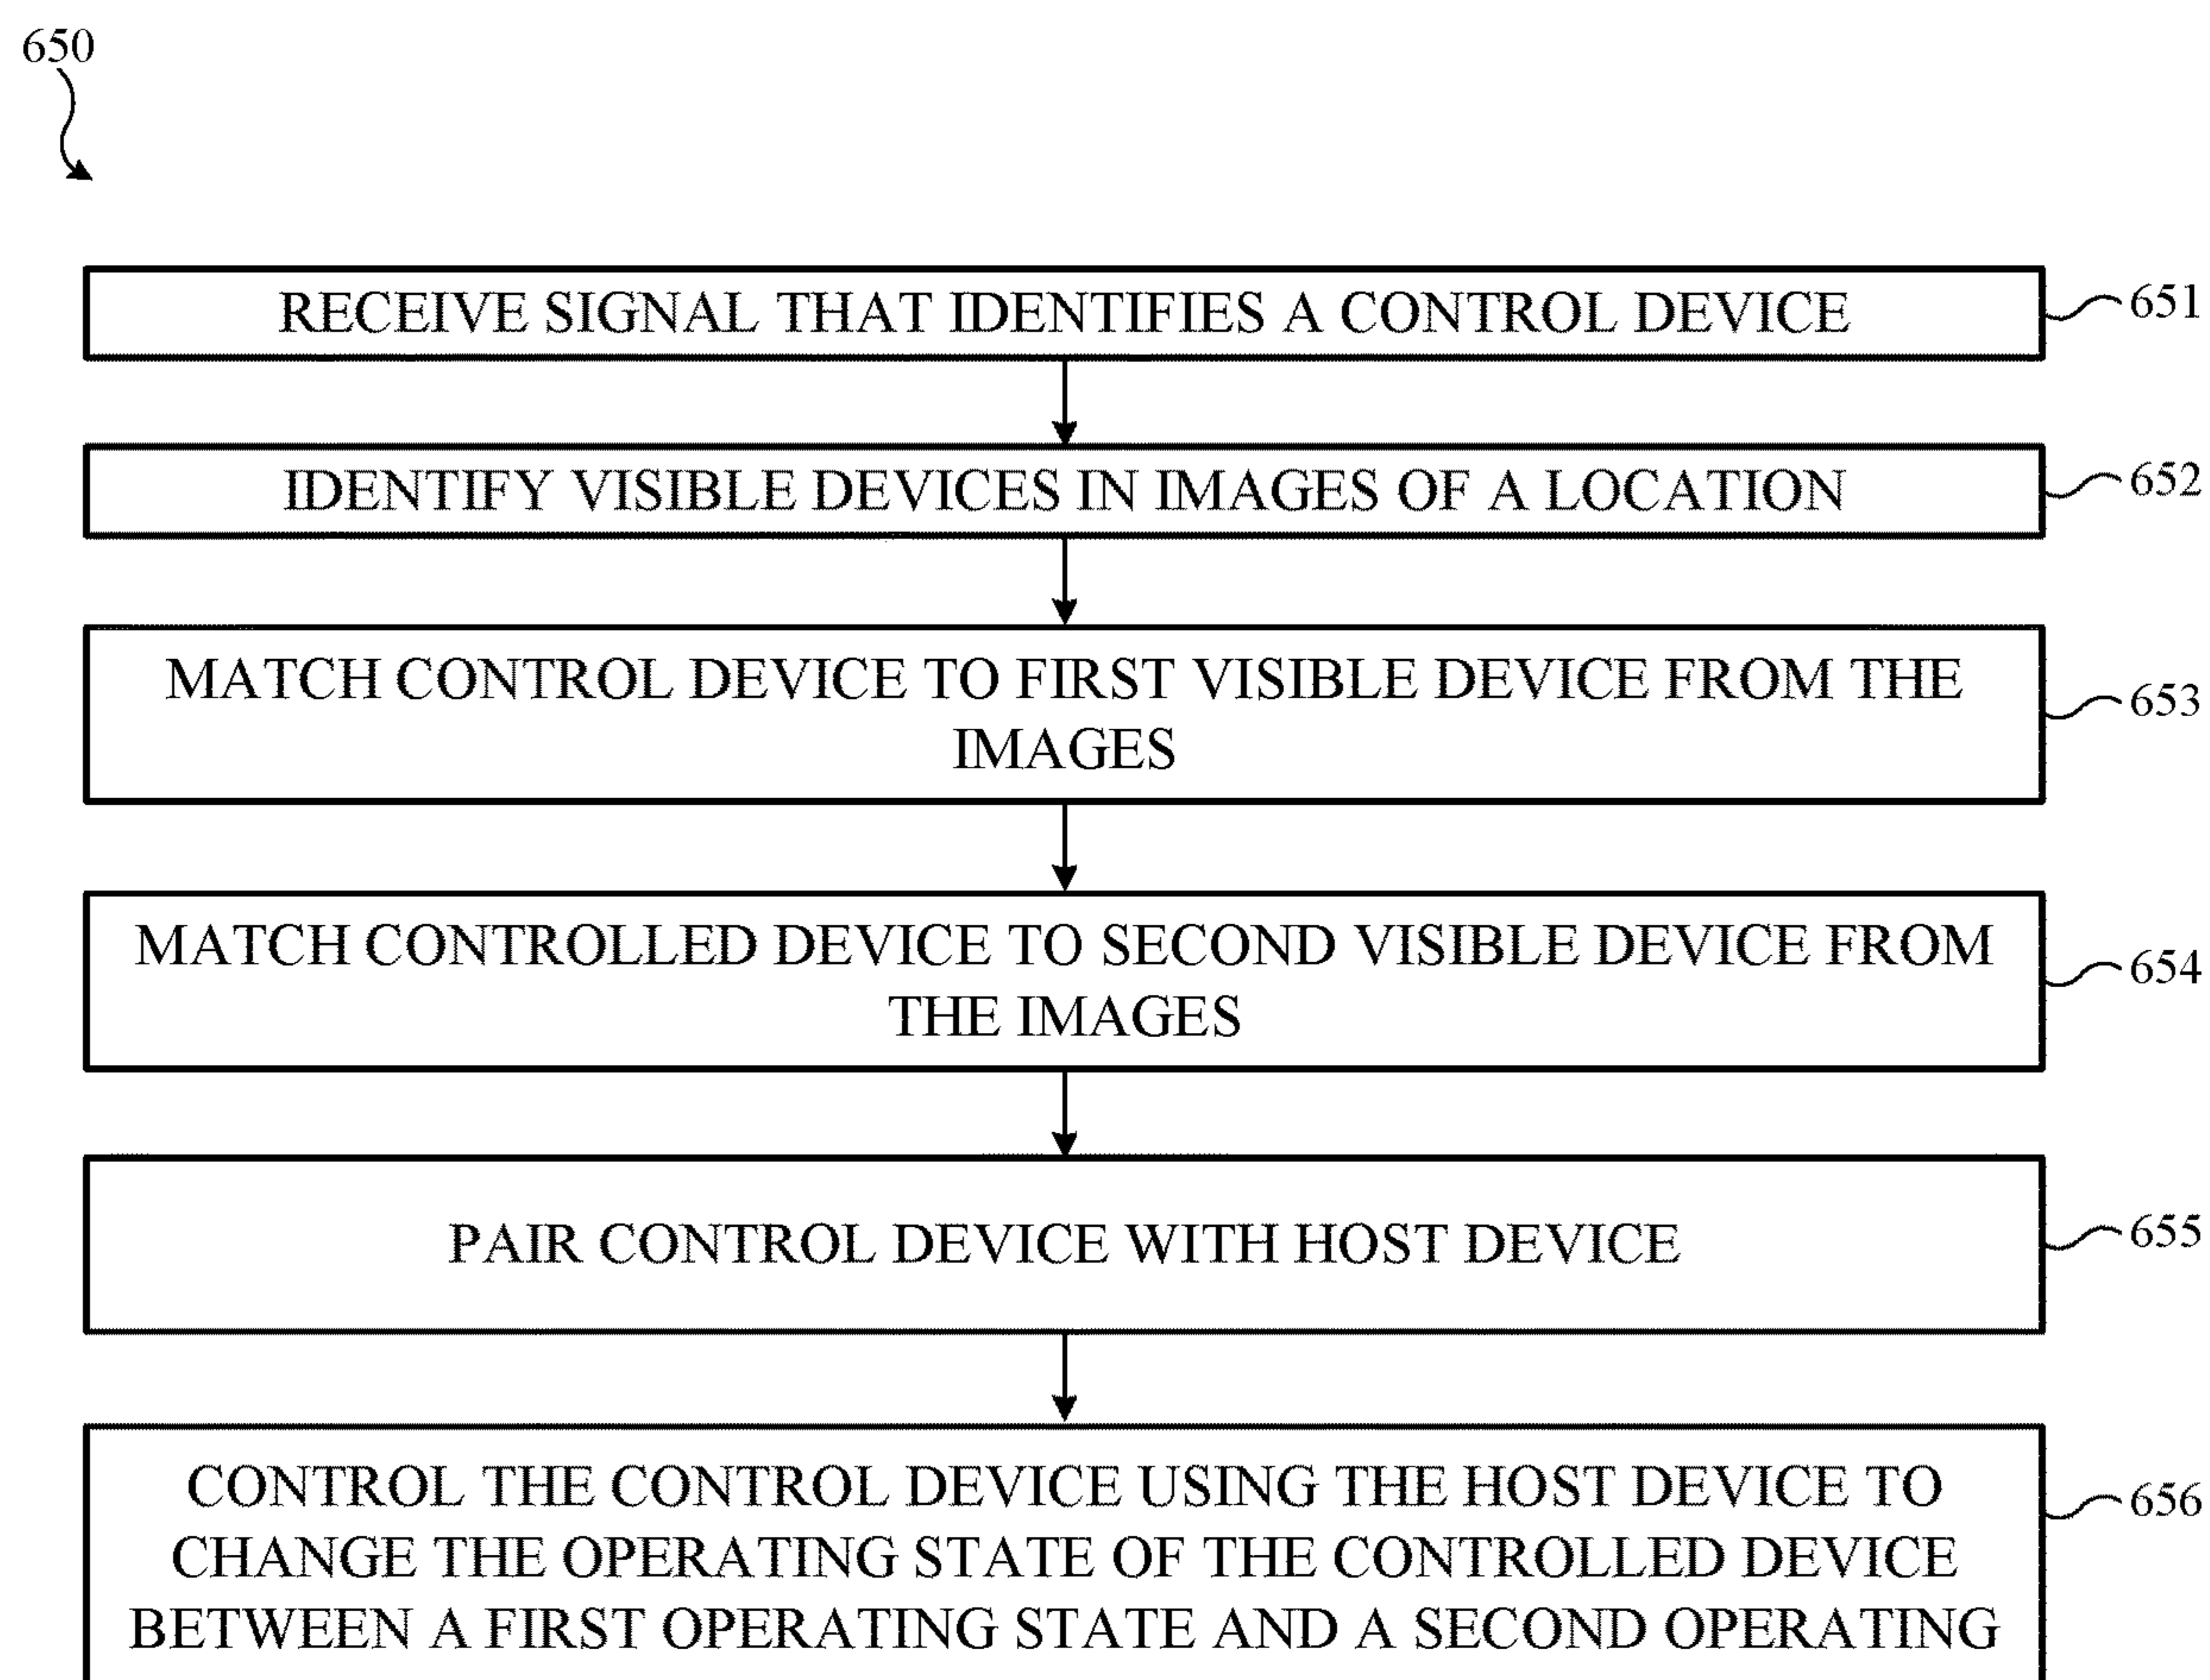 650
RECEIVE SIGNAL THAT IDENTIFIES A CONTROL DEVICE
651
IDENTIFY VISIBLE DEVICES IN IMAGES OF A LOCATION
652
MATCH CONTROL DEVICE TO FIRST VISIBLE DEVICE FROM THE
IMAGES
653
MATCH CONTROLLED DEVICE TO SECOND VISIBLE DEVICE FROM
THE IMAGES
654
PAIR CONTROL DEVICE WITH HOST DEVICE
655
CONTROL THE CONTROL DEVICE USING THE HOST DEVICE TO
CHANGE THE OPERATING STATE OF THE CONTROLLED DEVICE
BETWEEN A FIRST OPERATING STATE AND A SECOND OPERATING
656